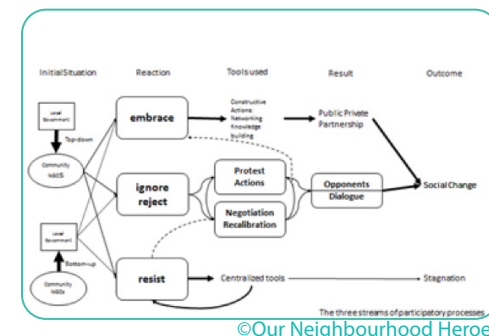 Initial Situation Reaction Tools used Result Outcome
Local
Government
Top-down
Community
NGOS
embrace
Constructive
Actions:
Networking
Knowledge
building
Public Private
Partnership
ignore
reject
Protest
Actions
Negotiation
Recalibration
Opponents
Dialogue
Social Change
Local
Government
Bottom-up
Community
NGOs
resist
Centralized tools
Stagnation
The three streams of participatory processes
©Our Neighbourhood Heroe